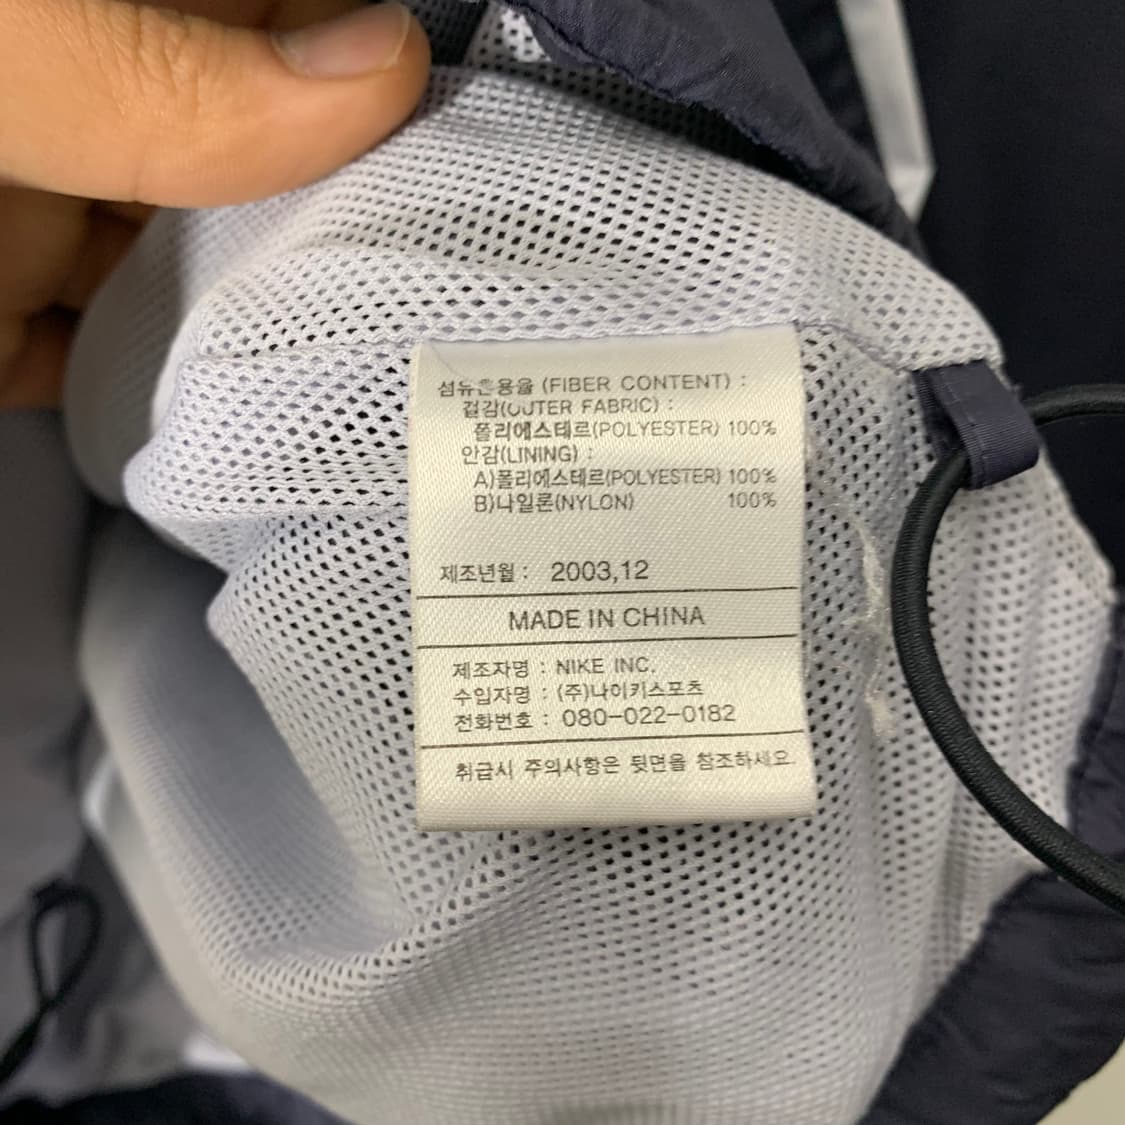 섬유혼용율 (FIBER CONTENT) :
겉감(OUTER FABRIC) :
폴리에스테르(POLYESTER) 100%
안감(LINING) :
A)폴리에스테르(POLYESTER) 100%
B)나일론(NYLON) 100%
제조년월 : 2003,12
MADE IN CHINA
제조자명 : NIKE INC.
수입자명 : (주)나이키스포츠
전화번호 : 080-022-0182
취급시 주의사항은 뒷면을 참조하세요.